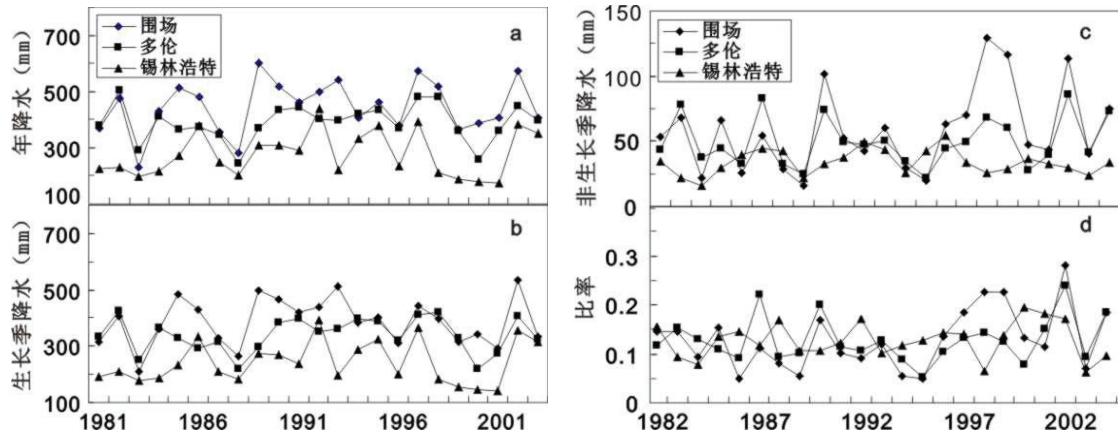 700
500
300
100
年降水（mm）
围场
多伦
锡林浩特
a
700
500
300
100
生长季降水（mm）
b
1981
1986
1991
1996
2001
150
100
50
0
非生长季降水（mm）
围场
多伦
锡林浩特
c
0.3
0.2
0.1
0
比率
d
1982
1987
1992
1997
2002